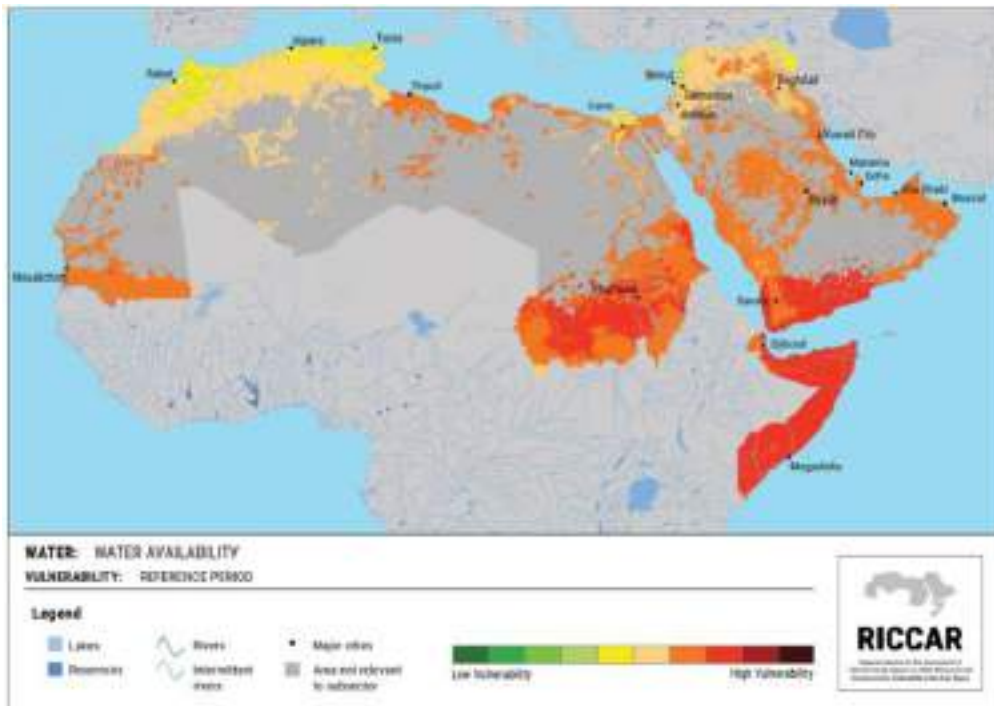 Rabat
Algiers
Tunis
Tripoli
Cairo
Beirut
Damascus
Amman
Baghdad
Kuwait City
Manama
Doha
Abu Dhabi
Muscat
Riyadh
Nouakchott
Khartoum
Sana'a
Djibouti
Mogadishu
WATER: WATER AVAILABILITY
VULNERABILITY: REFERENCE PERIOD
Legend
Lakes
Reservoirs
Rivers
Intermittent rivers
Major cities
Area not relevant
to subsector
Low Vulnerability
High Vulnerability
RICCAR